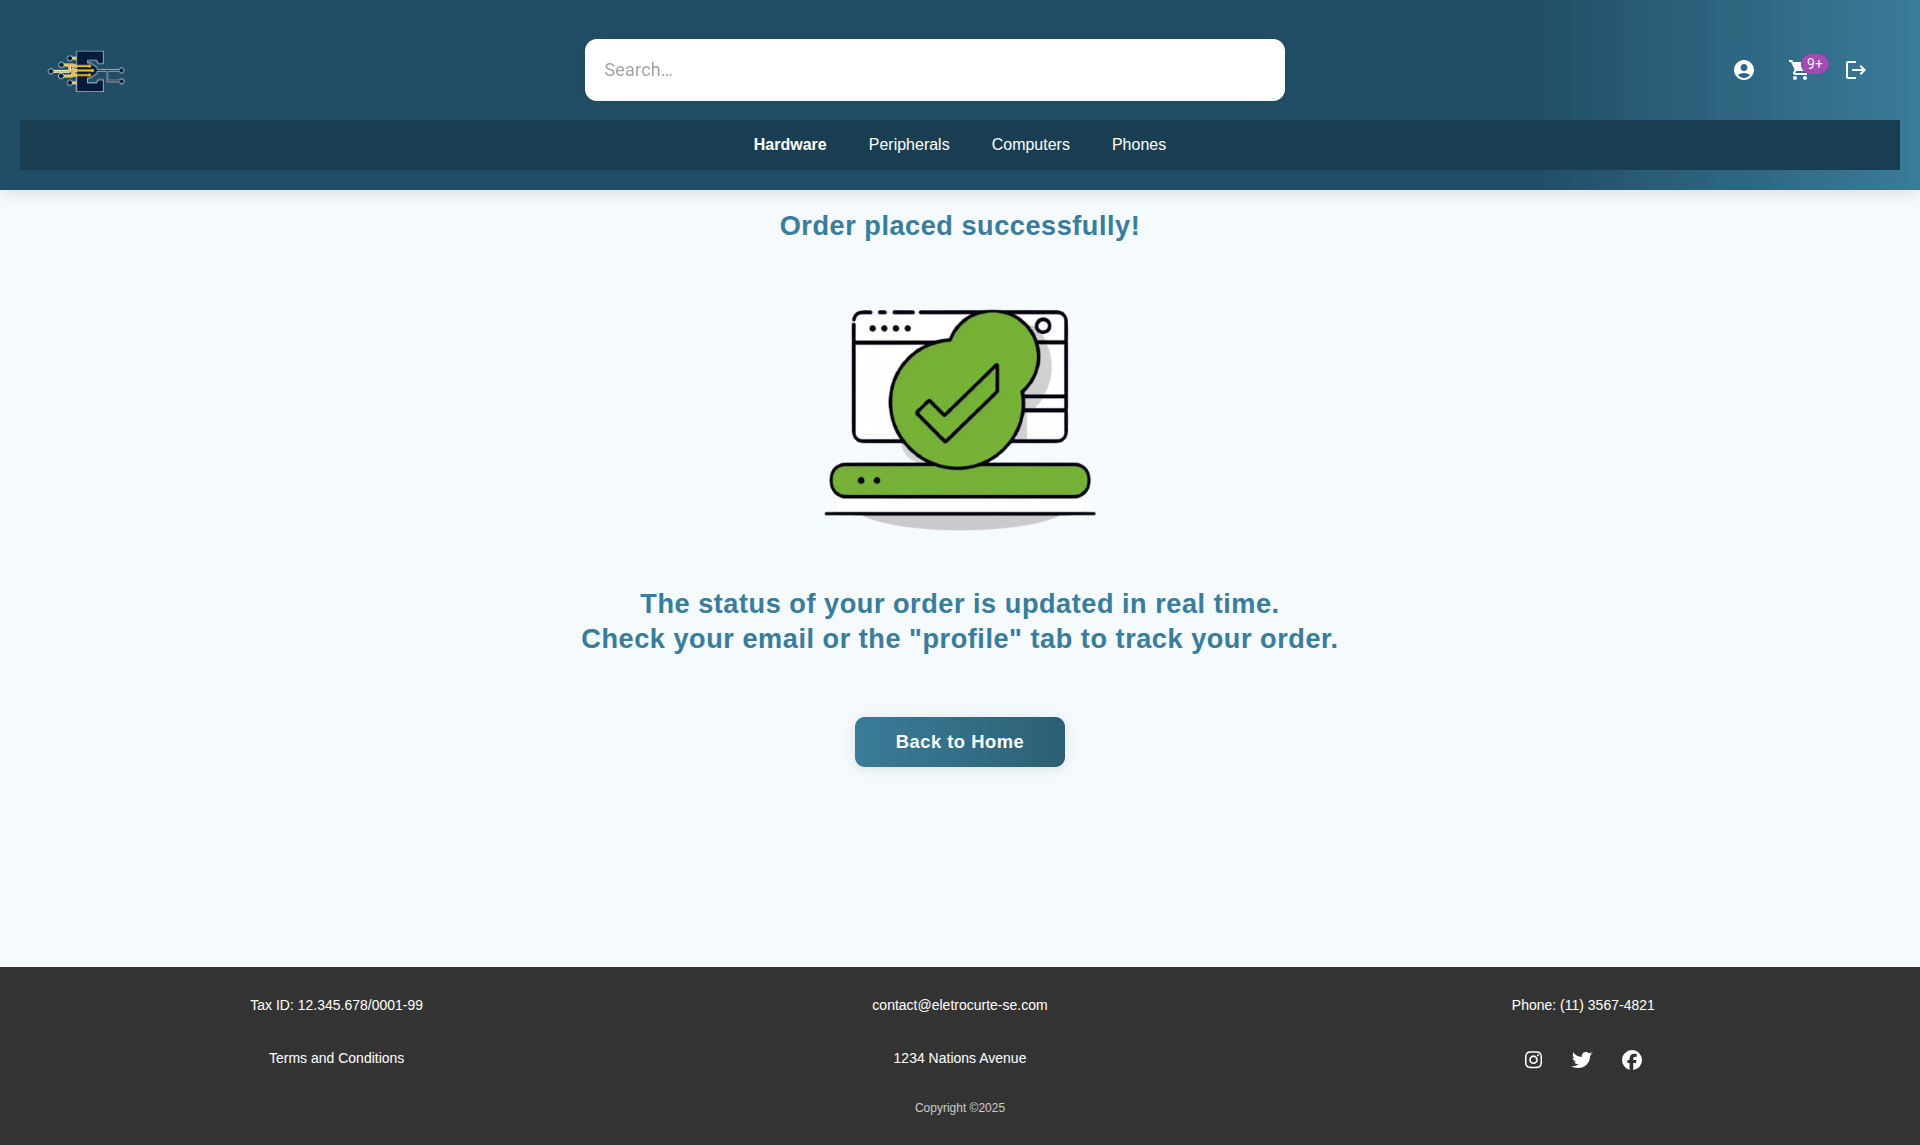 Search...
9+
Hardware Peripherals Computers Phones
Order placed successfully!
The status of your order is updated in real time.
Check your email or the "profile" tab to track your order.
Back to Home
Tax ID: 12.345.678/0001-99 contact@eletrocurte-se.com Phone: (11) 3567-4821
Terms and Conditions 1234 Nations Avenue
Copyright ©2025